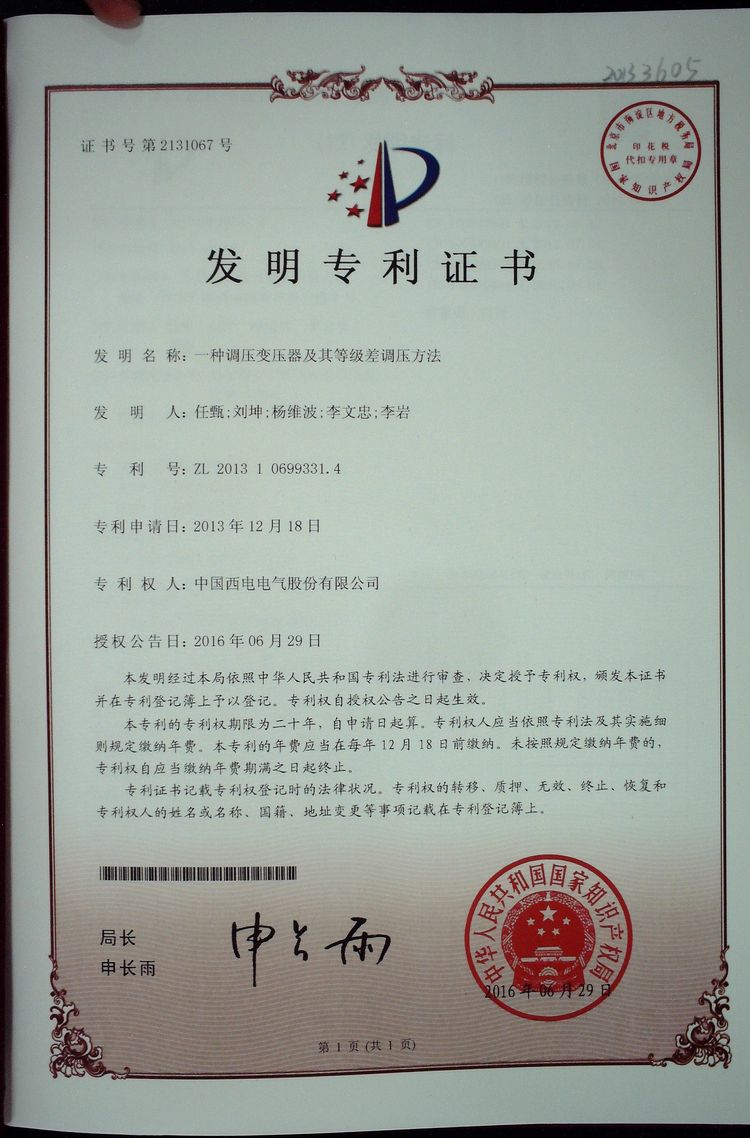 20133605
证书号第2131067号
北京市海淀区地方税务局
印花税
代扣专用章
国家知识产权局
发明专利证书
发明名称：一种调压变压器及其等级差调压方法
发明人：任甄;刘坤;杨维波;李文忠;李岩
专利号：ZL 2013 1 0699331.4
专利申请日：2013年12月18日
专利权人：中国西电电气股份有限公司
授权公告日：2016年06月29日
本发明经过本局依照中华人民共和国专利法进行审查，决定授予专利权，颁发本证书
并在专利登记簿上予以登记。专利权自授权公告之日起生效。
本专利的专利权期限为二十年，自申请日起算。专利权人应当依照专利法及其实施细
则规定缴纳年费。本专利的年费应当在每年12月18日前缴纳。未按照规定缴纳年费的，
专利权自应当缴纳年费期满之日起终止。
专利证书记载专利权登记时的法律状况。专利权的转移、质押、无效、终止、恢复和
专利权人的姓名或名称、国籍、地址变更等事项记载在专利登记簿上。
局长
申长雨
申长雨
中华人民共和国国家知识产权局
2016年06月29日
第1页(共1页)